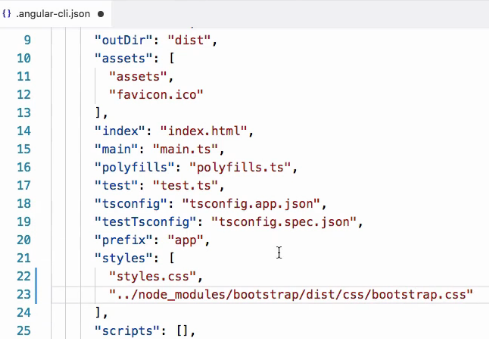 {} .angular-cli.json ●
9 "outDir": "dist",
10 "assets": [
11 "assets",
12 "favicon.ico"
13 ],
14 "index": "index.html",
15 "main": "main.ts",
16 "polyfills": "polyfills.ts",
17 "test": "test.ts",
18 "tsconfig": "tsconfig.app.json",
19 "testTsconfig": "tsconfig.spec.json",
20 "prefix": "app",
21 "styles": [
22 "styles.css",
23 "../node_modules/bootstrap/dist/css/bootstrap.css"
24 ],
25 "scripts": [],